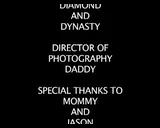 DIAMOND
AND
DYNASTY
DIRECTOR OF
PHOTOGRAPHY
DADDY
SPECIAL THANKS TO
MOMMY
AND
JASON